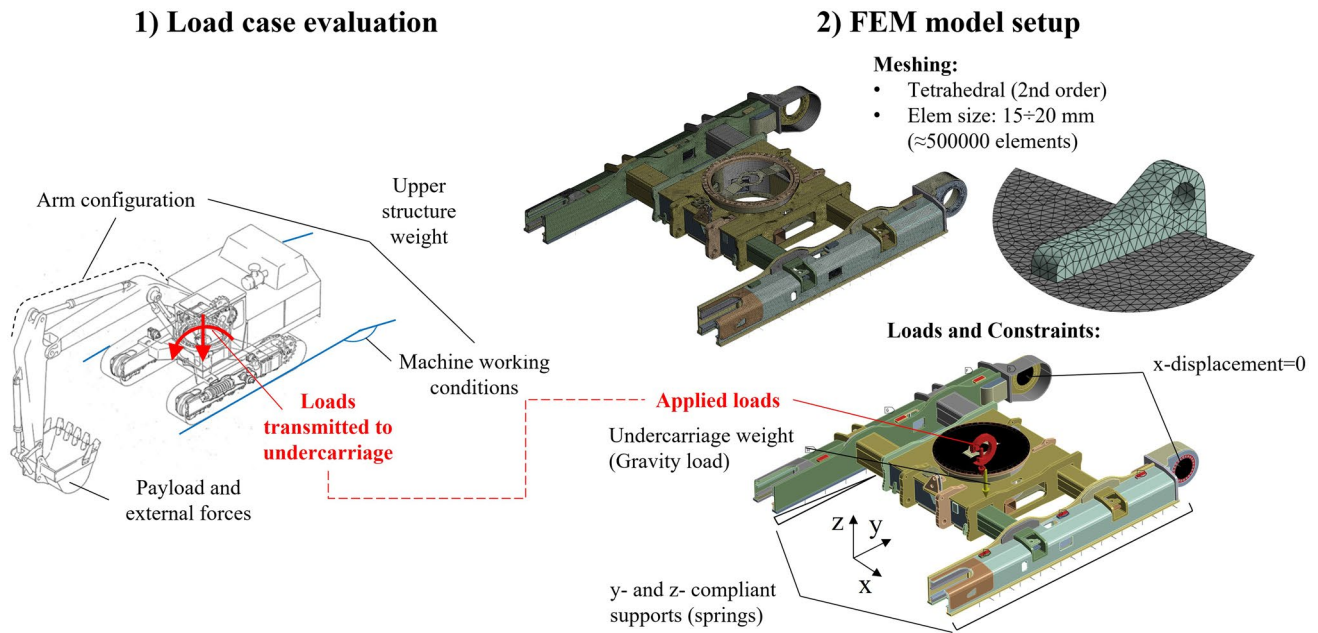 1) Load case evaluation
Arm configuration
Upper
structure
weight
Machine working
conditions
Loads
transmitted to
undercarriage
Payload and
external forces
2) FEM model setup
Meshing:
• Tetrahedral (2nd order)
• Elem size: 15÷20 mm
(≈500000 elements)
Loads and Constraints:
x-displacement=0
Applied loads
Undercarriage weight
(Gravity load)
z
y
x
y- and z- compliant
supports (springs)